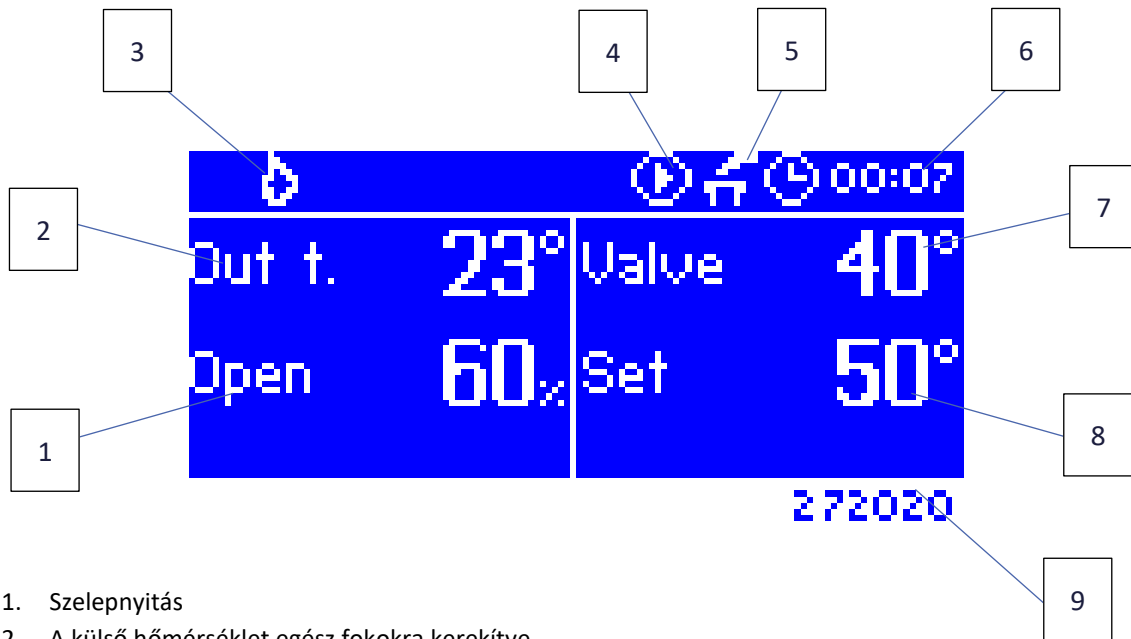 3 4 5 6
00:07
7
2
Out t. 23° Valve 40°
Open 60% Set 50°
1
8
272020
9
1. Szelepnyitás
2. A külső hőmérséklet egész fokokra kerekítve